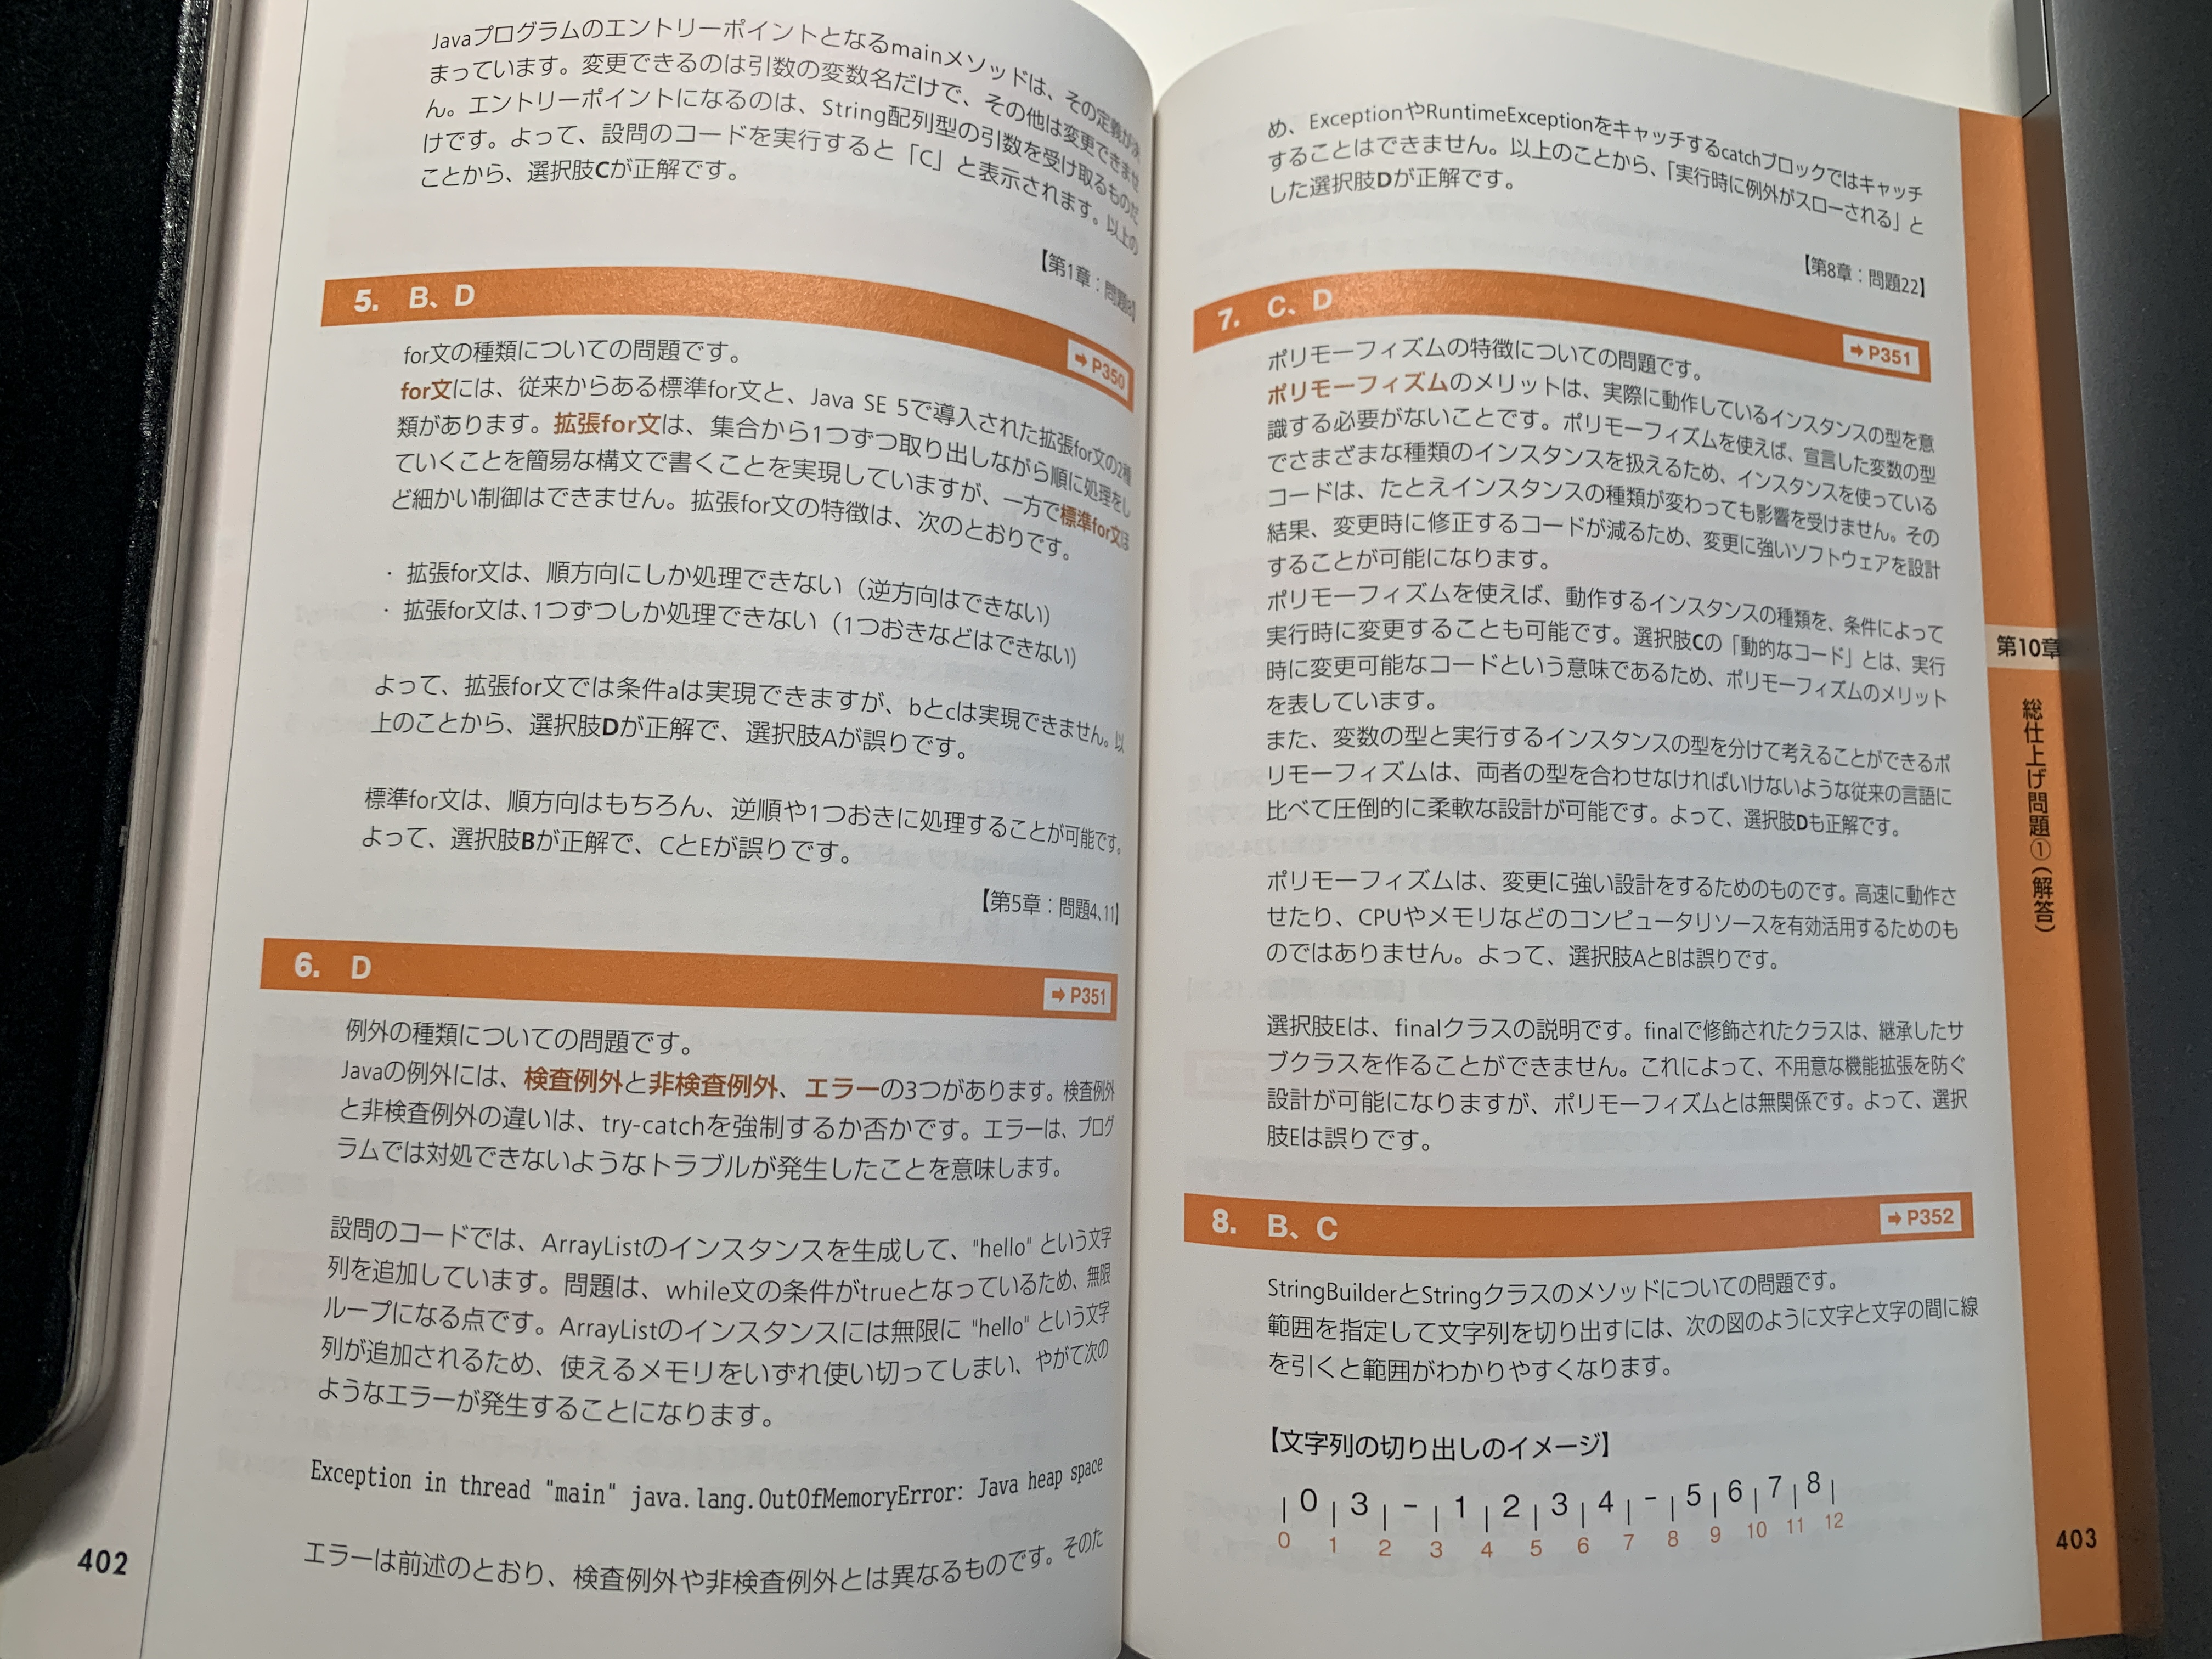 Javaプログラムのエントリーポイントとなるmainメソッドは、その定義が決
まっています。変更できるのは引数の変数名だけで、その他は変更できませ
ん。エントリーポイントになるのは、String配列型の引数を受け取るものだ
けです。よって、設問のコードを実行すると「C」と表示されます。以上の
ことから、選択肢Cが正解です。
【第1章：問題8】
5. B、D
➡P350
for文の種類についての問題です。
for文には、従来からある標準for文と、Java SE 5で導入された拡張for文の2種
類があります。拡張for文は、集合から1つずつ取り出しながら順に処理をし
ていくことを簡易な構文で書くことを実現していますが、一方で標準for文ほ
ど細かい制御はできません。拡張for文の特徴は、次のとおりです。
・拡張for文は、順方向にしか処理できない（逆方向はできない）
・拡張for文は、1つずつしか処理できない（1つおきなどはできない）
よって、拡張for文では条件aは実現できますが、bとcは実現できません。以
上のことから、選択肢Dが正解で、選択肢Aが誤りです。
標準for文は、順方向はもちろん、逆順や1つおきに処理することが可能です。
よって、選択肢Bが正解で、CとEが誤りです。
【第5章：問題4、11】
6. D
➡P351
例外の種類についての問題です。
Javaの例外には、検査例外と非検査例外、エラーの3つがあります。検査例外
と非検査例外の違いは、try-catchを強制するか否かです。エラーは、プログ
ラムでは対処できないようなトラブルが発生したことを意味します。
設問のコードでは、ArrayListのインスタンスを生成して、"hello" という文字
列を追加しています。問題は、while文の条件がtrueとなっているため、無限
ループになる点です。ArrayListのインスタンスには無限に "hello" という文字
列が追加されるため、使えるメモリをいずれ使い切ってしまい、やがて次の
ようなエラーが発生することになります。
Exception in thread "main" java.lang.OutOfMemoryError: Java heap space
エラーは前述のとおり、検査例外や非検査例外とは異なるものです。そのた
402
め、ExceptionやRuntimeExceptionをキャッチするcatchブロックではキャッチ
することはできません。以上のことから、「実行時に例外がスローされる」と
した選択肢Dが正解です。
【第8章：問題22】
7. C、D
➡P351
ポリモーフィズムの特徴についての問題です。
ポリモーフィズムのメリットは、実際に動作しているインスタンスの型を意
識する必要がないことです。ポリモーフィズムを使えば、宣言した変数の型
でさまざまな種類のインスタンスを扱えるため、インスタンスを使っている
コードは、たとえインスタンスの種類が変わっても影響を受けません。その
結果、変更時に修正するコードが減るため、変更に強いソフトウェアを設計
することが可能になります。
ポリモーフィズムを使えば、動作するインスタンスの種類を、条件によって
実行時に変更することも可能です。選択肢Cの「動的なコード」とは、実行
時に変更可能なコードという意味であるため、ポリモーフィズムのメリット
を表しています。
また、変数の型と実行するインスタンスの型を分けて考えることができるポ
リモーフィズムは、両者の型を合わせなければいけないような従来の言語に
比べて圧倒的に柔軟な設計が可能です。よって、選択肢Dも正解です。
ポリモーフィズムは、変更に強い設計をするためのものです。高速に動作さ
せたり、CPUやメモリなどのコンピュータリソースを有効活用するためのも
のではありません。よって、選択肢AとBは誤りです。
選択肢Eは、finalクラスの説明です。finalで修飾されたクラスは、継承したサ
ブクラスを作ることができません。これによって、不用意な機能拡張を防ぐ
設計が可能になりますが、ポリモーフィズムとは無関係です。よって、選択
肢Eは誤りです。
8. B、C
➡P352
StringBuilderとStringクラスのメソッドについての問題です。
範囲を指定して文字列を切り出すには、次の図のように文字と文字の間に線
を引くと範囲がわかりやすくなります。
【文字列の切り出しのイメージ】
| 0 | 3 | - | 1 | 2 | 3 | 4 | - | 5 | 6 | 7 | 8 |
0 1 2 3 4 5 6 7 8 9 10 11 12
第10章
総仕上げ問題①（解答）
403